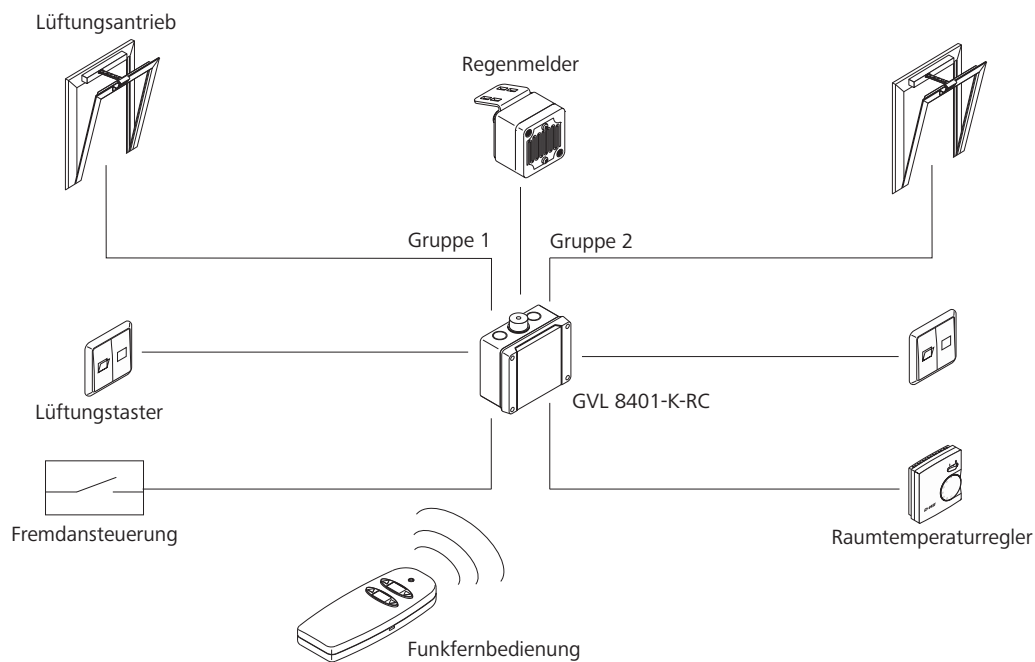 Lüftungsantrieb
Regenmelder
Gruppe 1
Gruppe 2
GVL 8401-K-RC
Lüftungstaster
Fremdansteuerung
Raumtemperaturregler
Funkfernbedienung